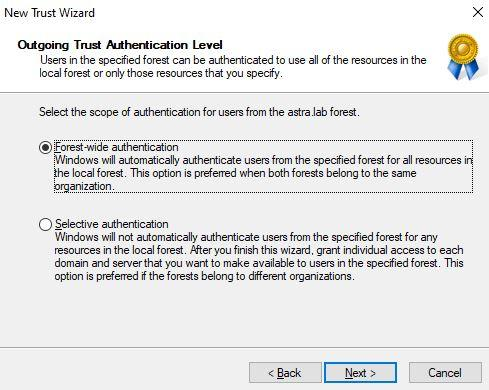 New Trust Wizard
Outgoing Trust Authentication Level
Users in the specified forest can be authenticated to use all of the resources in the
local forest or only those resources that you specify.
Select the scope of authentication for users from the astra.lab forest.
Forest-wide authentication
Windows will automatically authenticate users from the specified forest for all resources in
the local forest. This option is preferred when both forests belong to the same
organization.
Selective authentication
Windows will not automatically authenticate users from the specified forest for any
resources in the local forest. After you finish this wizard, grant individual access to each
domain and server that you want to make available to users in the specified forest. This
option is preferred if the forests belong to different organizations.
< Back Next > Cancel